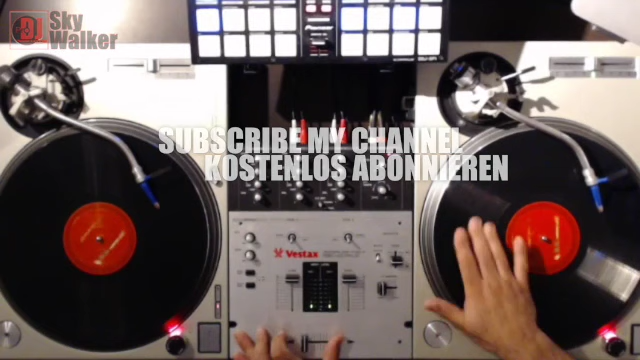 DJ Sky
Walker
SUBSCRIBE MY CHANNEL
KOSTENLOS ABONNIEREN
Vestax